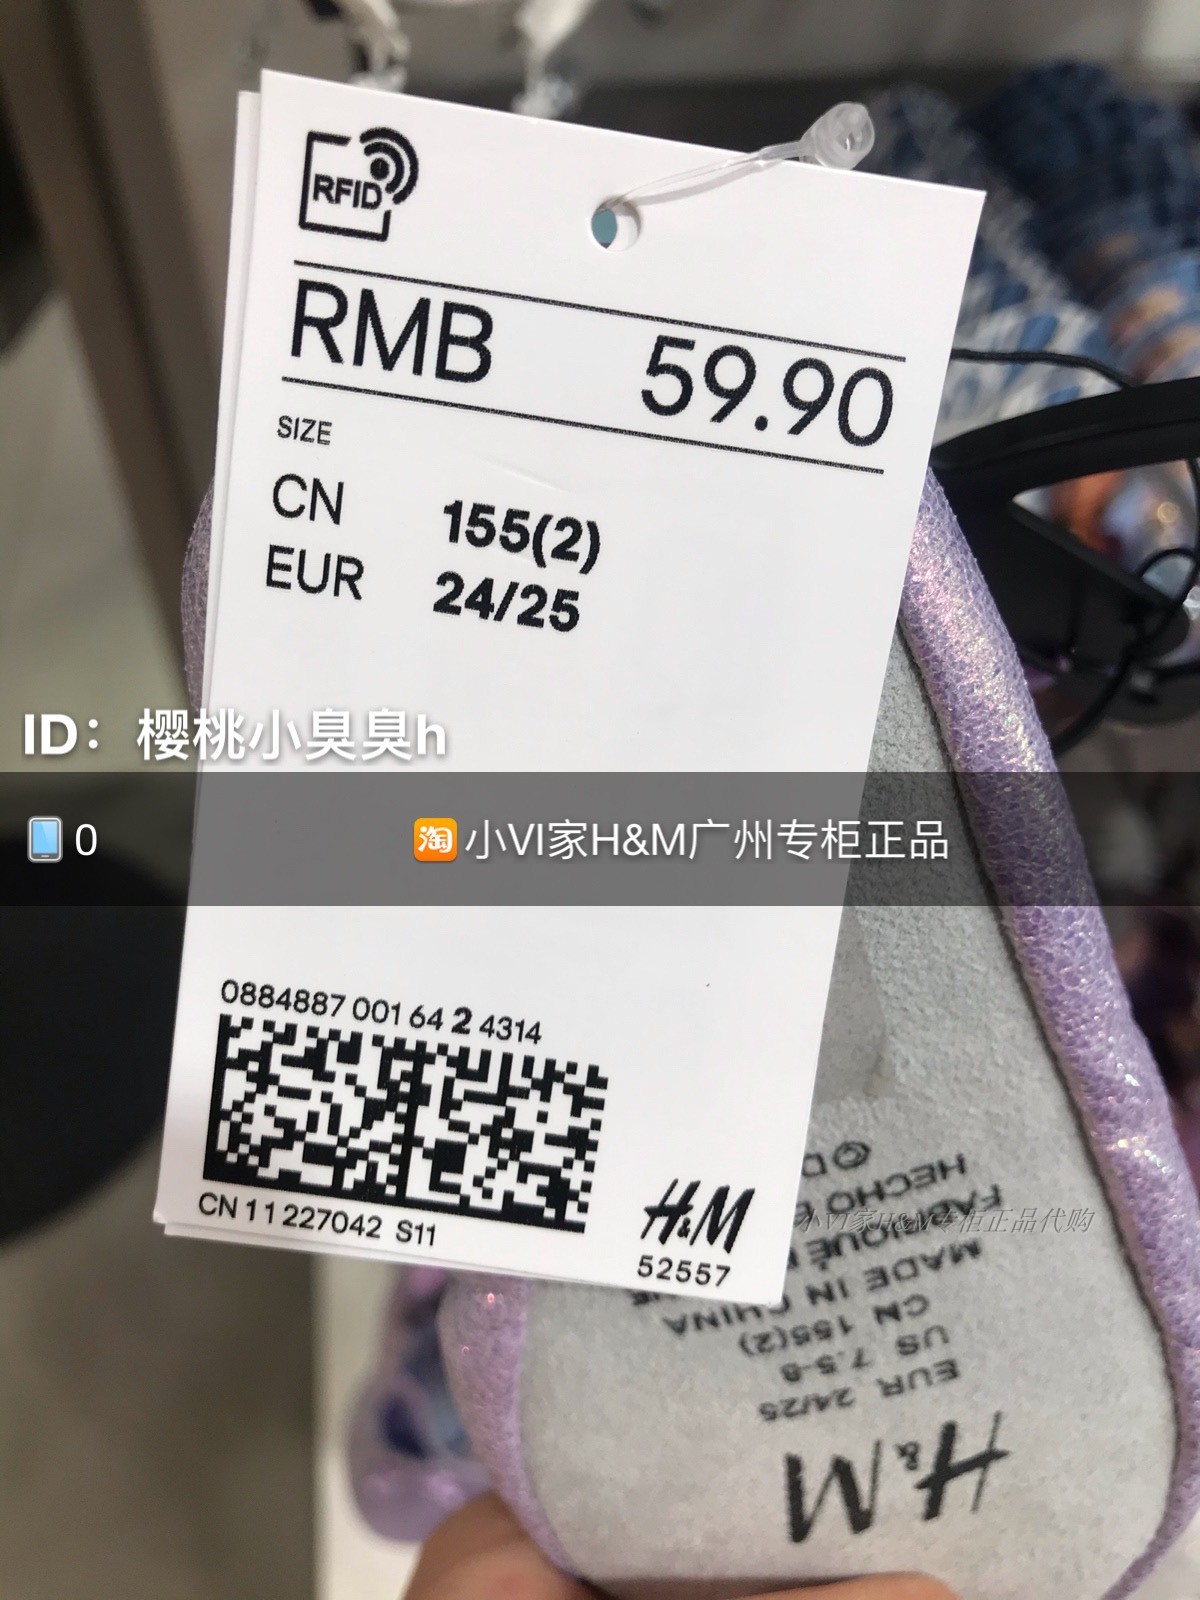 RFID
RMB 59.90
SIZE
CN 155(2)
EUR 24/25
ID：樱桃小臭臭h
0
淘 小VI家H&M广州专柜正品
0884887 001 64 2 4314
CN 11227042 S11
H&M
52557
小VI家H&M专柜正品代购
H&M
EUR 24/25
US 7.5-8
CN 155(2)
MADE IN CHINA
FABRIQUÉ
HECHO